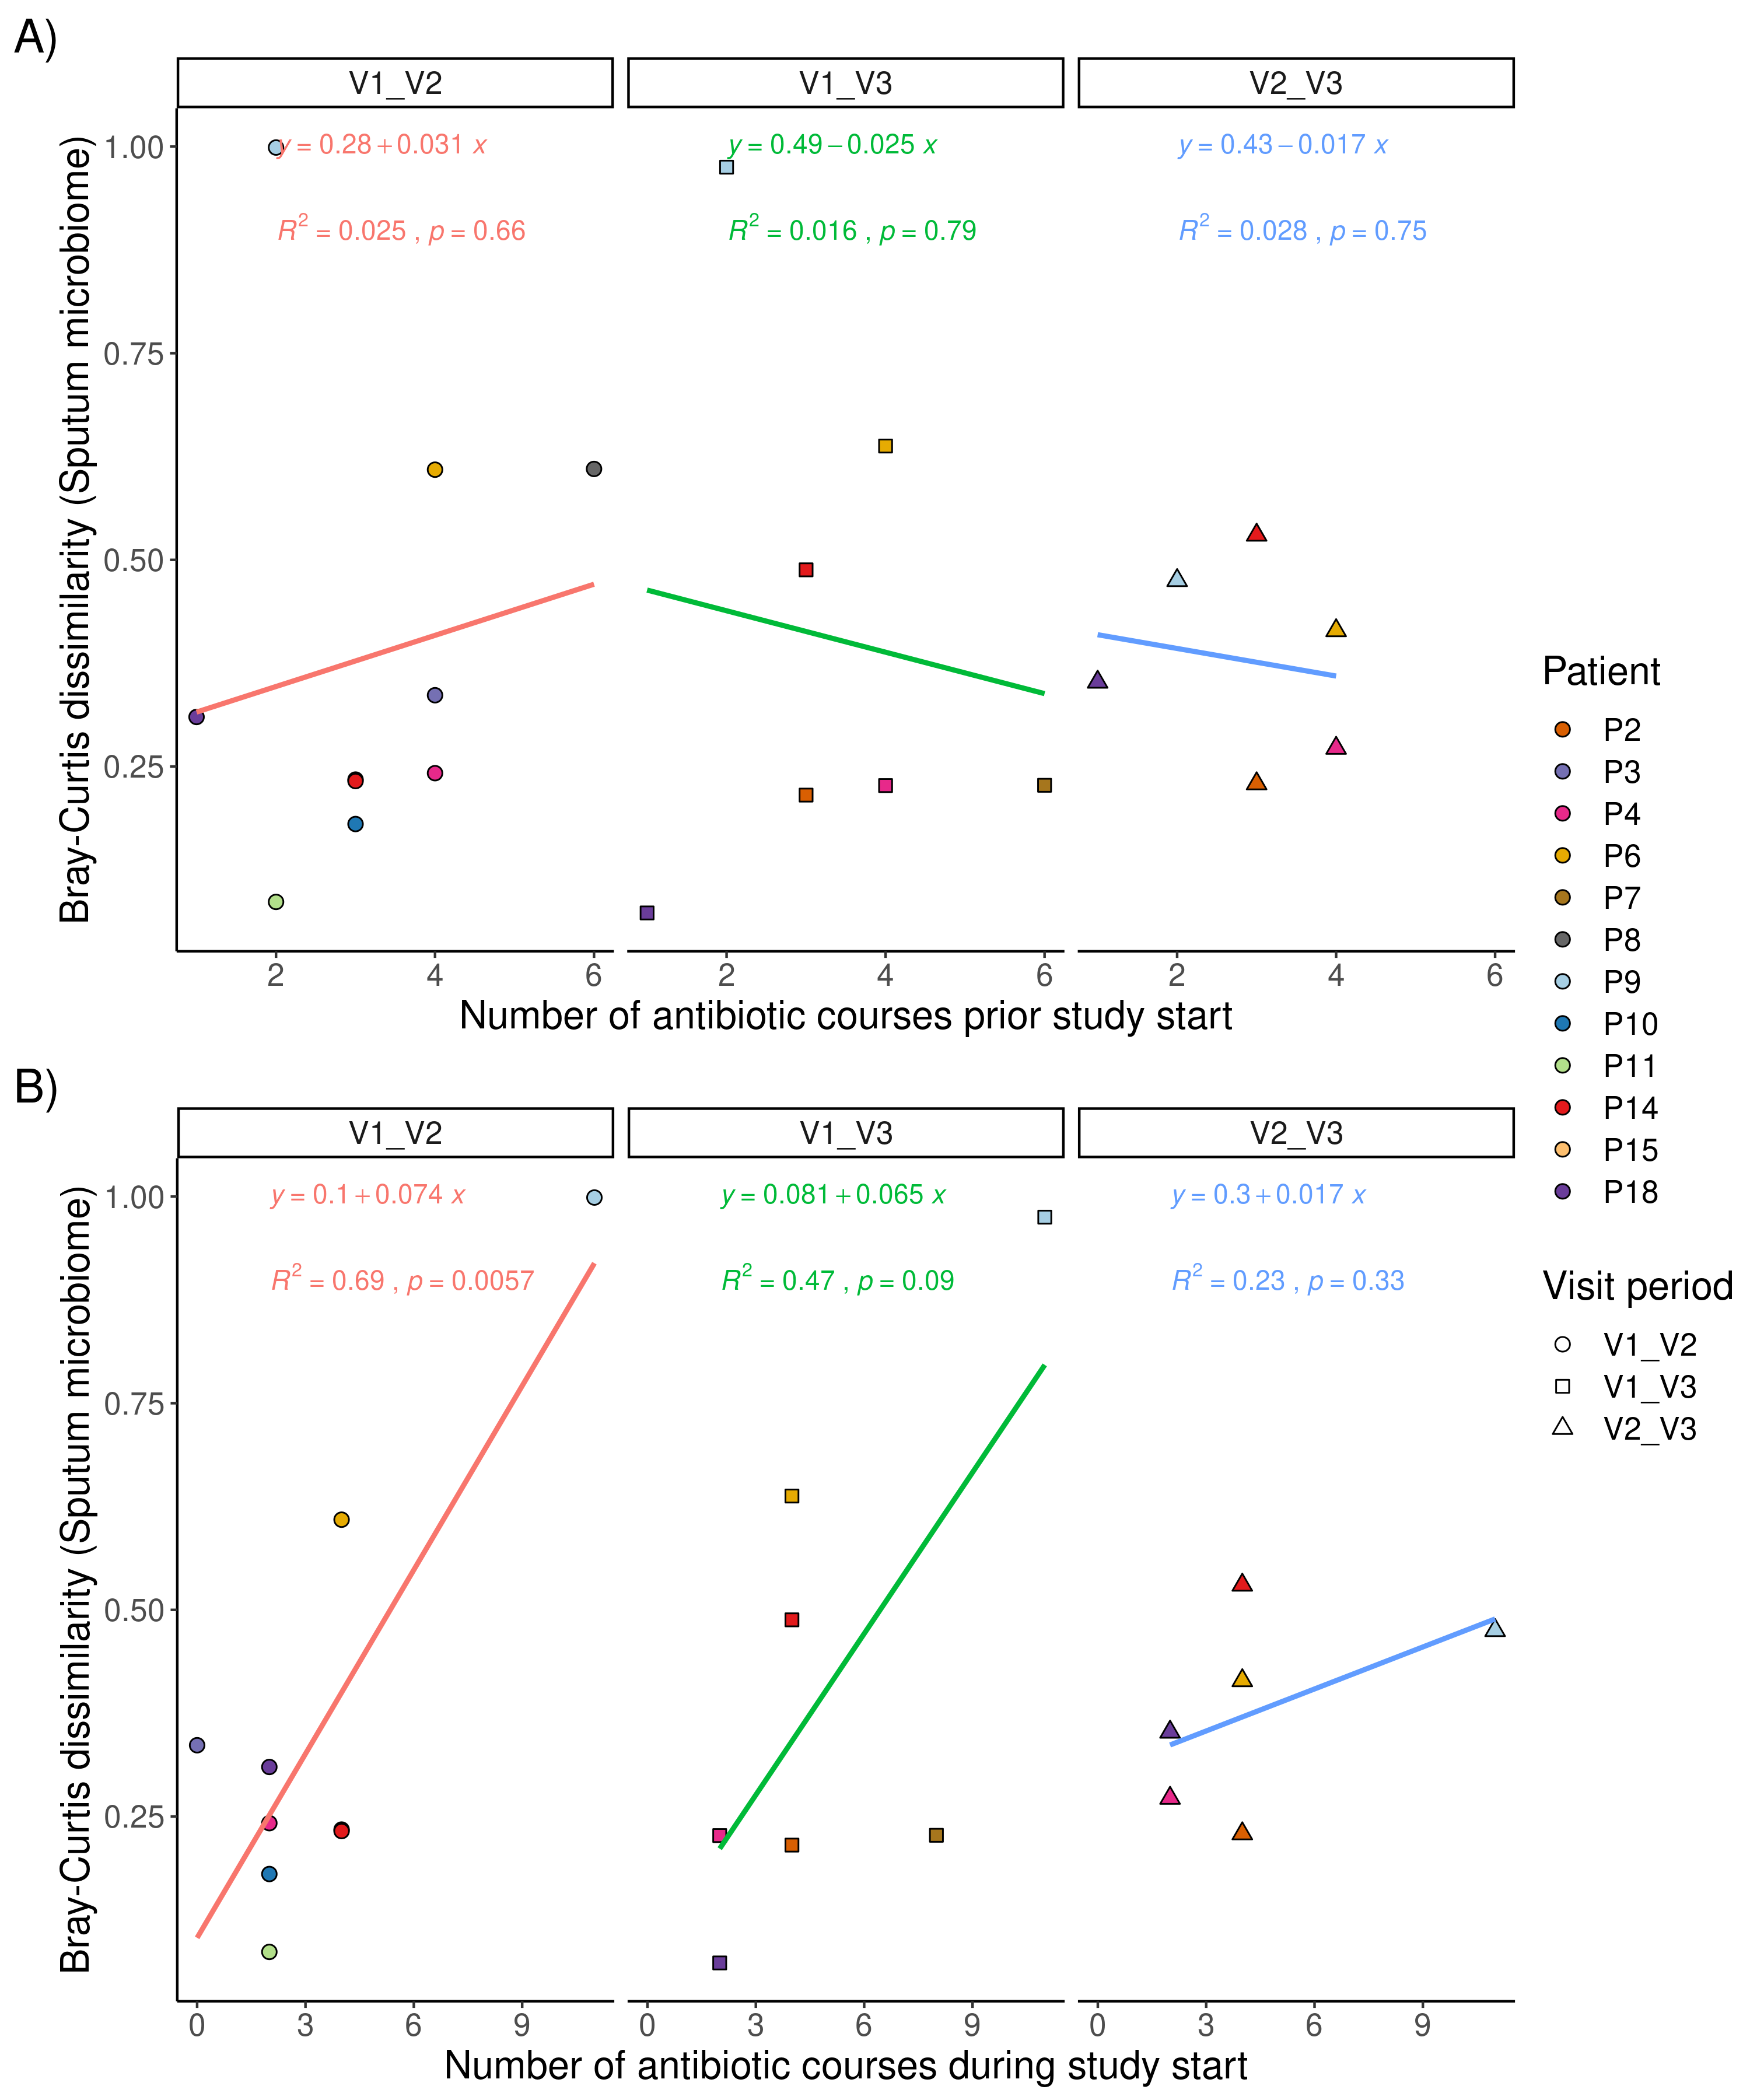 A)
V1_V2
V1_V3
V2_V3
y = 0.28 + 0.031 x
y = 0.49 − 0.025 x
y = 0.43 − 0.017 x
R² = 0.025 , p = 0.66
R² = 0.016 , p = 0.79
R² = 0.028 , p = 0.75
Bray-Curtis dissimilarity (Sputum microbiome)
1.00
0.75
0.50
0.25
2 4 6
2 4 6
2 4 6
Number of antibiotic courses prior study start
B)
V1_V2
V1_V3
V2_V3
y = 0.1 + 0.074 x
y = 0.081 + 0.065 x
y = 0.3 + 0.017 x
R² = 0.69 , p = 0.0057
R² = 0.47 , p = 0.09
R² = 0.23 , p = 0.33
Bray-Curtis dissimilarity (Sputum microbiome)
1.00
0.75
0.50
0.25
0 3 6 9
0 3 6 9
0 3 6 9
Number of antibiotic courses during study start
Patient
P2
P3
P4
P6
P7
P8
P9
P10
P11
P14
P15
P18
Visit period
V1_V2
V1_V3
V2_V3